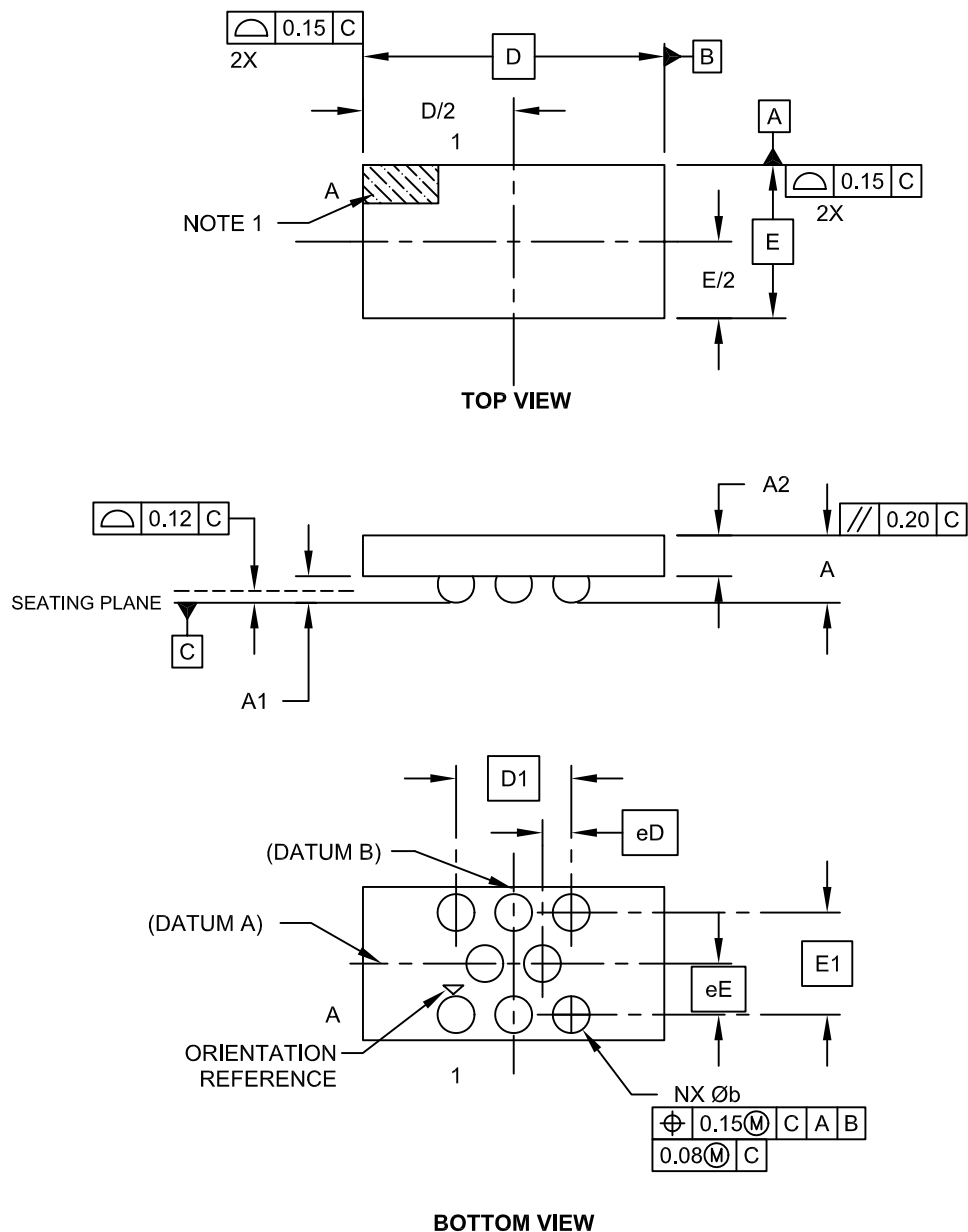 0.15 C
2X
D
B
D/2
1
A
A
0.15 C
2X
NOTE 1
E
E/2
TOP VIEW
A2
0.12 C
// 0.20 C
A
SEATING PLANE
C
A1
D1
eD
(DATUM B)
(DATUM A)
E1
eE
A
ORIENTATION
REFERENCE
1
NX Øb
⌖ 0.15Ⓜ C A B
0.08Ⓜ C
BOTTOM VIEW